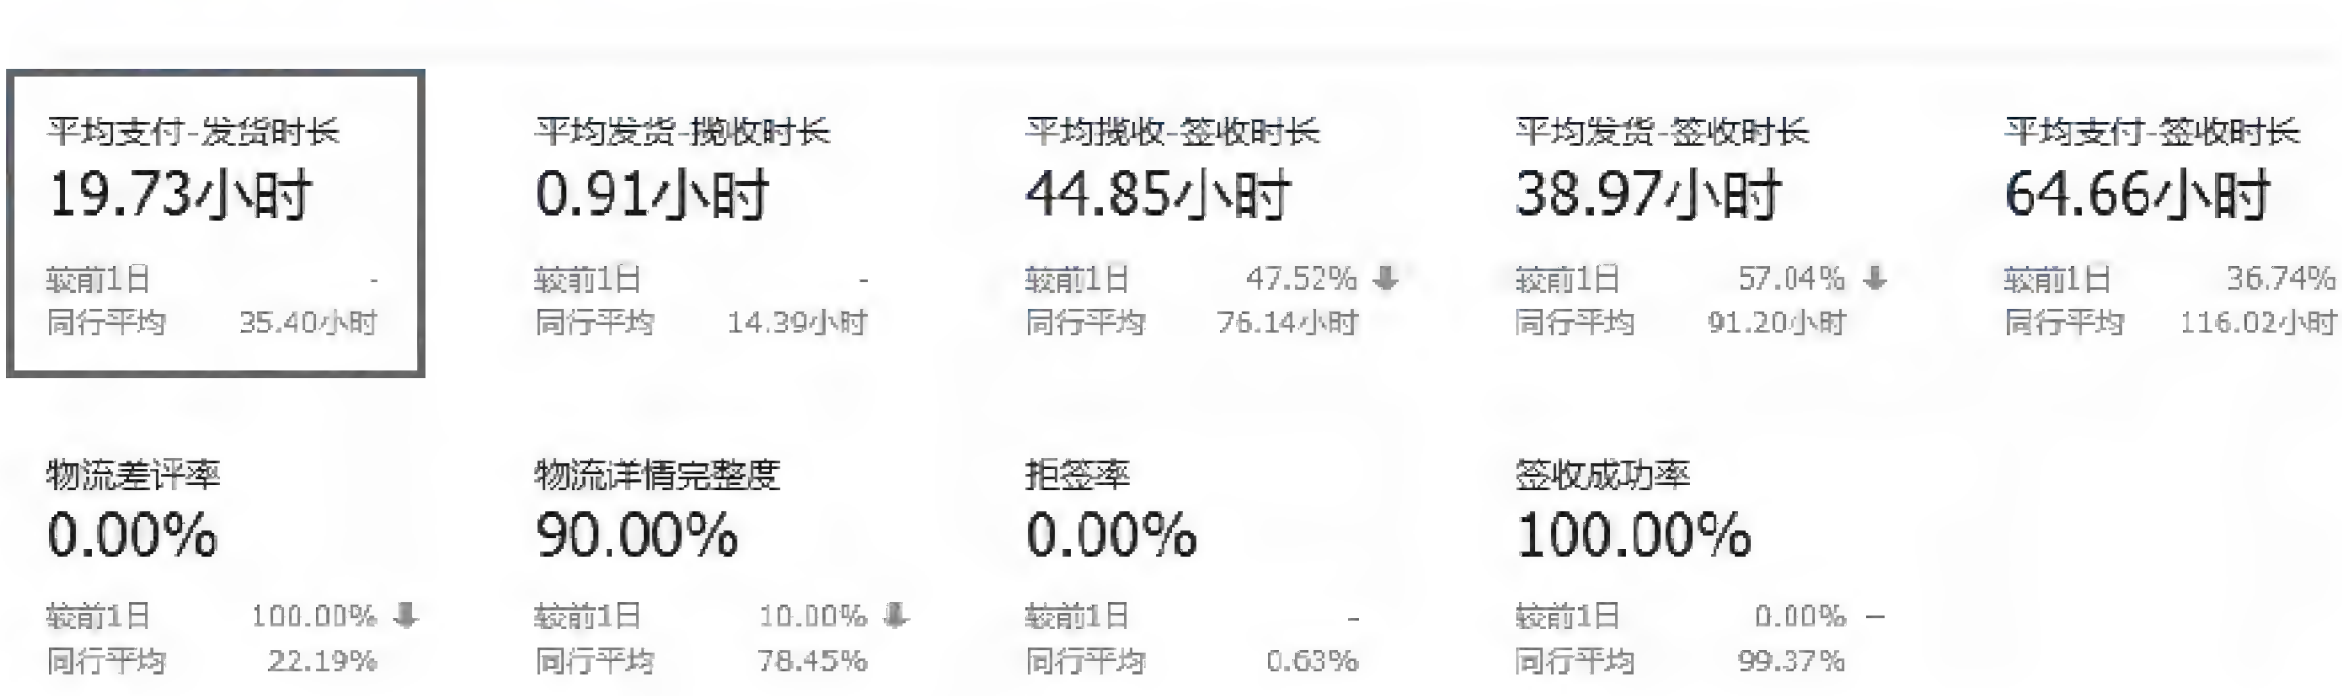 平均支付-发货时长 平均发货-揽收时长 平均揽收-签收时长 平均发货-签收时长 平均支付-签收时长
19.73小时 0.91小时 44.85小时 38.97小时 64.66小时
较前1日 - 较前1日 - 较前1日 47.52% 较前1日 57.04% 较前1日 36.74%
同行平均 35.40小时 同行平均 14.39小时 同行平均 76.14小时 同行平均 91.20小时 同行平均 116.02小时
物流差评率 物流详情完整度 拒签率 签收成功率
0.00% 90.00% 0.00% 100.00%
较前1日 100.00% 较前1日 10.00% 较前1日 - 较前1日 0.00% -
同行平均 22.19% 同行平均 78.45% 同行平均 0.63% 同行平均 99.37%